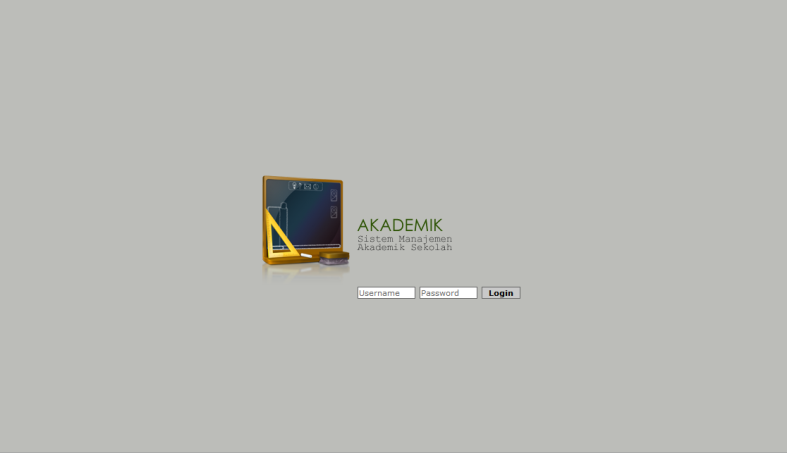 AKADEMIK
Sistem Manajemen
Akademik Sekolah
Username Password Login